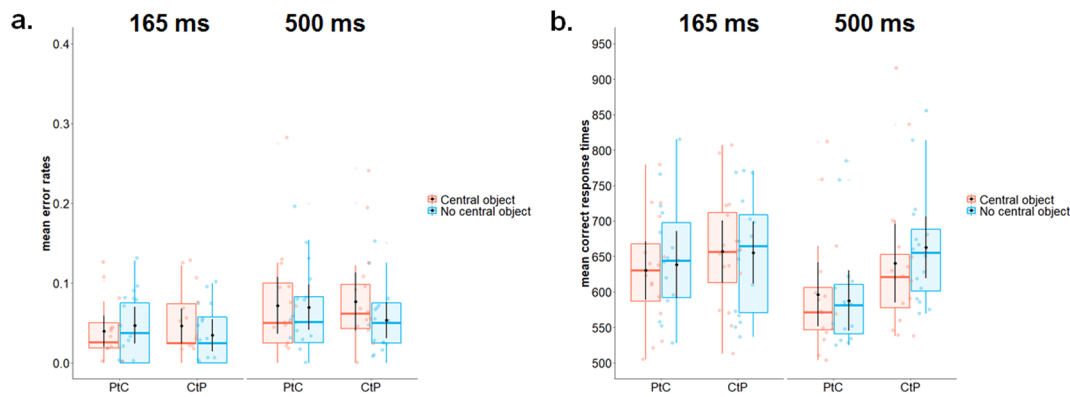 a.
165 ms 500 ms
0.4
0.3
0.2
0.1
0.0
mean error rates
PtC CtP PtC CtP
Central object
No central object
b.
165 ms 500 ms
950
900
850
800
750
700
650
600
550
500
mean correct response times
PtC CtP PtC CtP
Central object
No central object